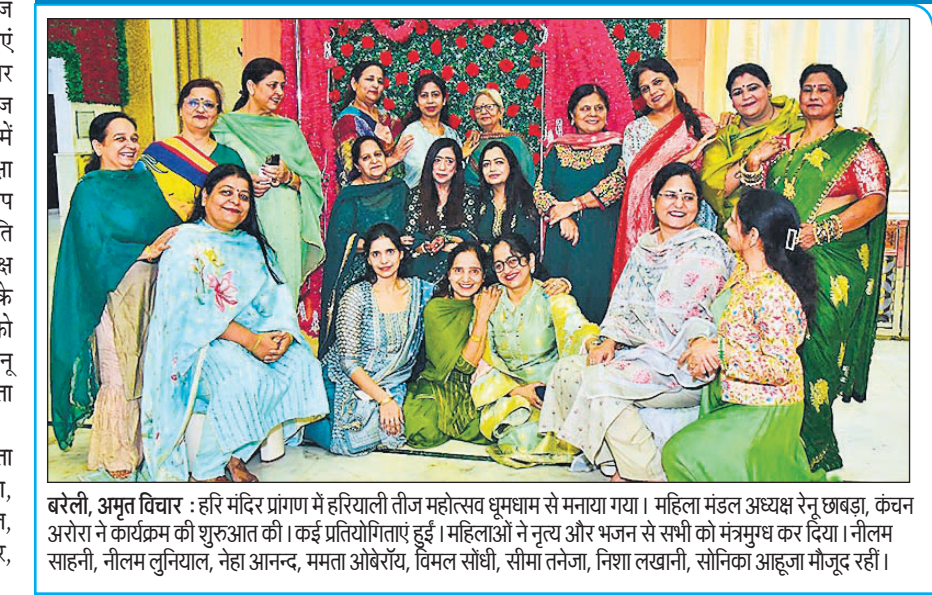 ज
एं
र
ज
में
क्षा
प
ति
क्ष
के
को
नू
ता
ता
बरेली, अमृत विचार : हरि मंदिर प्रांगण में हरियाली तीज महोत्सव धूमधाम से मनाया गया। महिला मंडल अध्यक्ष रेनू छाबड़ा, कंचन
अरोरा ने कार्यक्रम की शुरुआत की। कई प्रतियोगिताएं हुईं। महिलाओं ने नृत्य और भजन से सभी को मंत्रमुग्ध कर दिया। नीलम
साहनी, नीलम लुनियाल, नेहा आनन्द, ममता ओबेरॉय, विमल सोंधी, सीमा तनेजा, निशा लखानी, सोनिका आहूजा मौजूद रहीं।